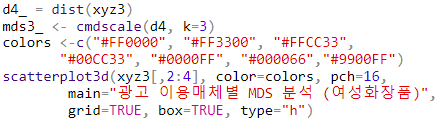 d4_ = dist(xyz3)
mds3_ <- cmdscale(d4, k=3)
colors <-c("#FF0000", "#FF3300", "#FFCC33",
"#00CC33", "#0000FF", "#000066","#9900FF")
scatterplot3d(xyz3[,2:4], color=colors, pch=16,
main="광고 이용매체별 MDS 분석 (여성화장품)",
grid=TRUE, box=TRUE, type="h")